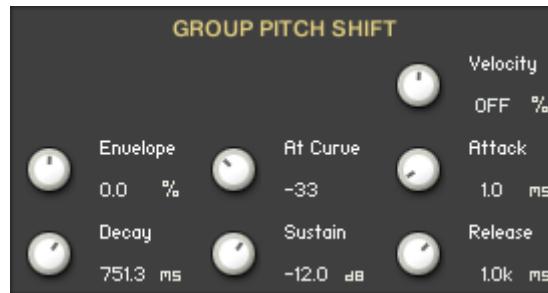 GROUP PITCH SHIFT
Velocity
OFF %
Envelope At Curve Attack
0.0 % -33 1.0 ms
Decay Sustain Release
751.3 ms -12.0 dB 1.0k ms